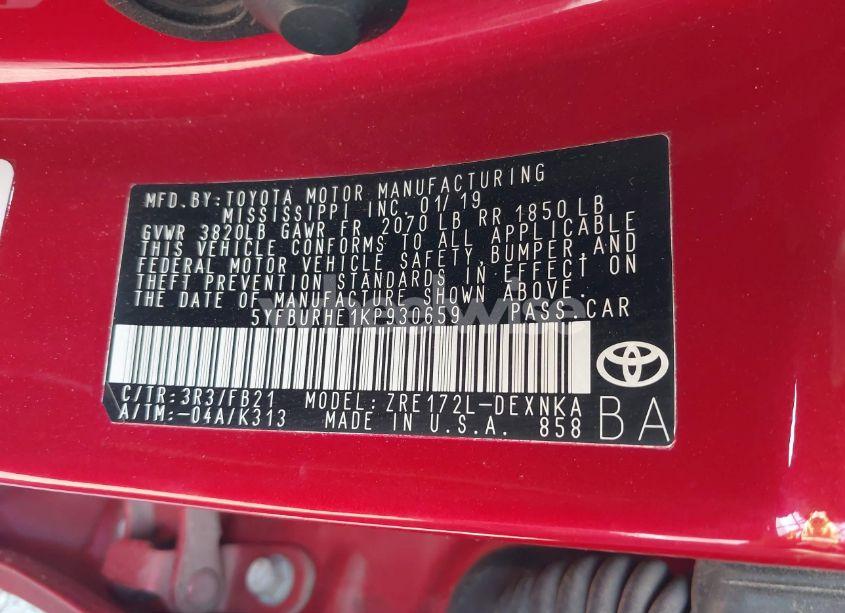 MFD. BY: TOYOTA MOTOR MANUFACTURING
MISSISSIPPI INC. 01/19
GVWR 3820LB GAWR FR 2070 LB RR 1850 LB
THIS VEHICLE CONFORMS TO ALL APPLICABLE
FEDERAL MOTOR VEHICLE SAFETY, BUMPER, AND
THEFT PREVENTION STANDARDS IN EFFECT ON
THE DATE OF MANUFACTURE SHOWN ABOVE.
5YFBURHE1KP930659 PASS CAR
C/TR: 3R3/FB21 MODEL: ZRE172L-DEXNKA
A/TM: -04A/K313 MADE IN U.S.A. 858
BA